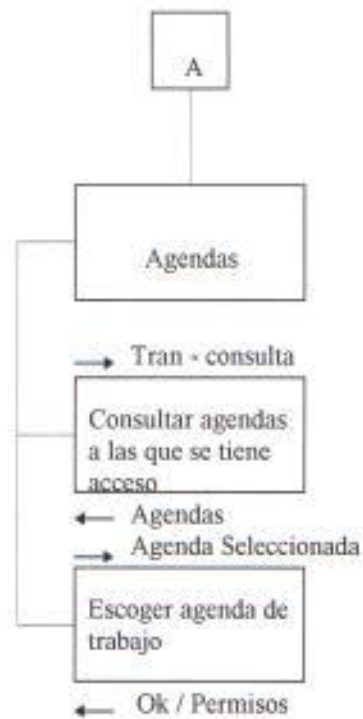 A
Agendas
Tran - consulta
Consultar agendas
a las que se tiene
acceso
Agendas
Agenda Seleccionada
Escoger agenda de
trabajo
Ok / Permisos